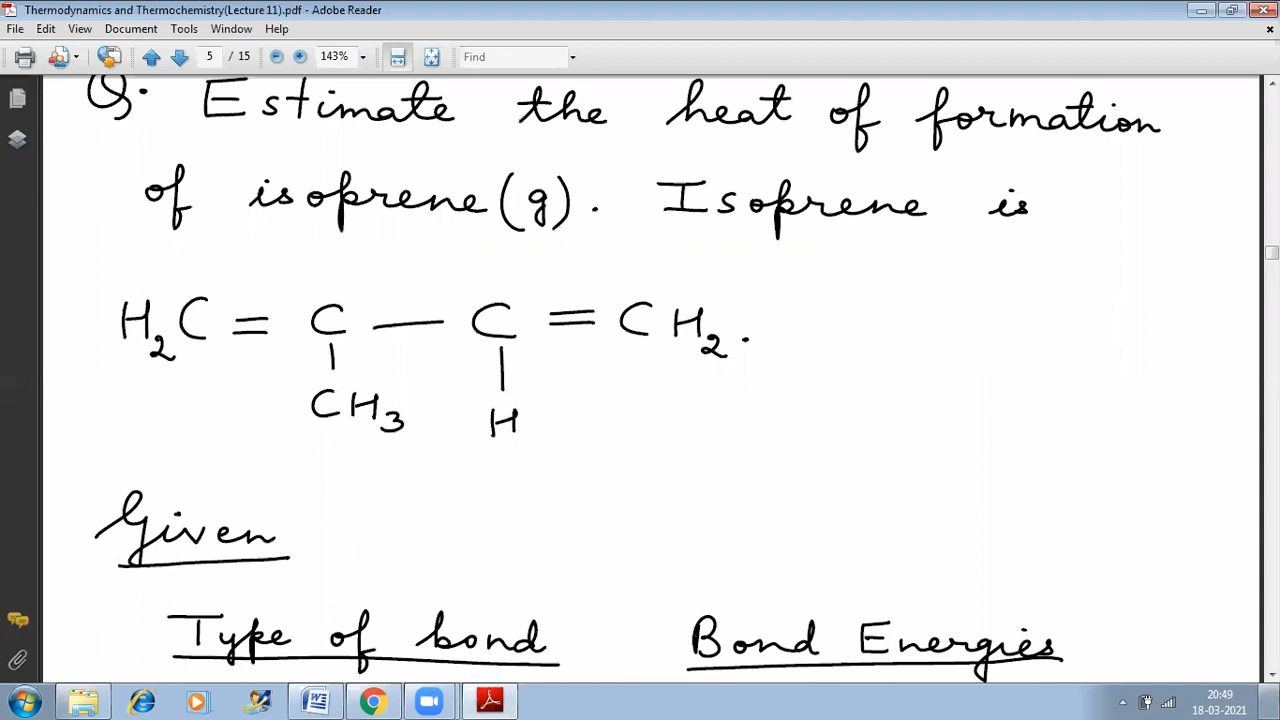 Thermodynamics and Thermochemistry(Lecture 11).pdf - Adobe Reader
File Edit View Document Tools Window Help
5 / 15 143% Find
Q. Estimate the heat of formation
of isoprene(g). Isoprene is
H2C = C — C = CH2.
CH3 H
Given
Type of bond Bond Energies
20:49
18-03-2021